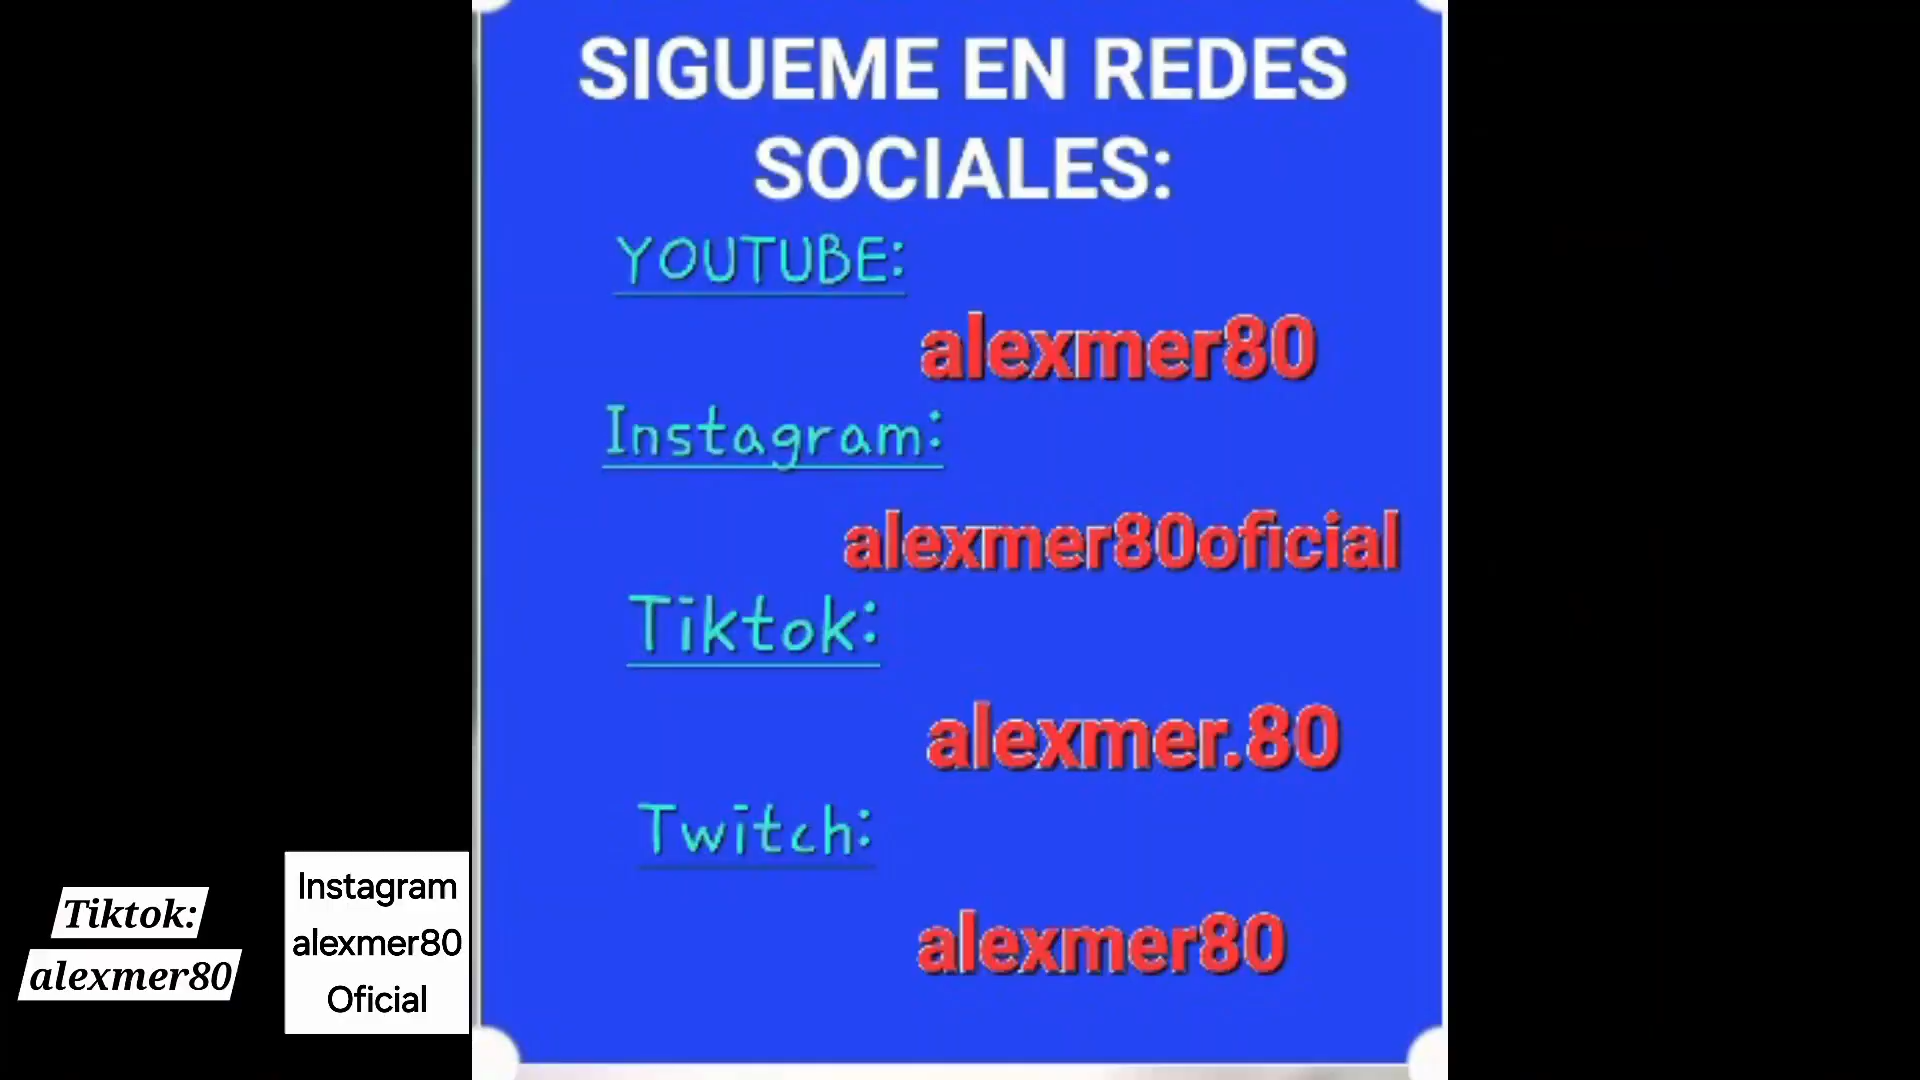 SIGUEME EN REDES
SOCIALES:
YOUTUBE:
alexmer80
Instagram:
alexmer80oficial
Tiktok:
alexmer.80
Twitch:
alexmer80
Tiktok:
alexmer80
Instagram
alexmer80
Oficial